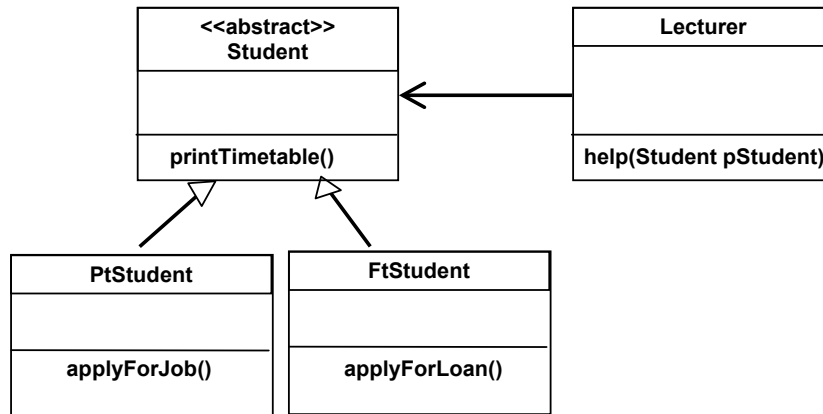 <<abstract>>
Student
printTimetable()
Lecturer
help(Student pStudent)
PtStudent
applyForJob()
FtStudent
applyForLoan()